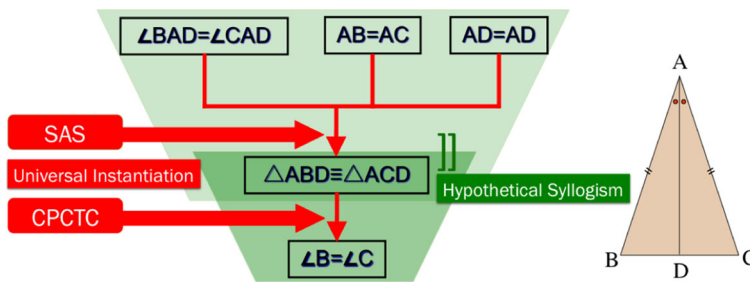 ∠BAD=∠CAD
AB=AC
AD=AD
SAS
Universal Instantiation
△ABD≡△ACD
]]
Hypothetical Syllogism
CPCTC
∠B=∠C
A
B
D
C